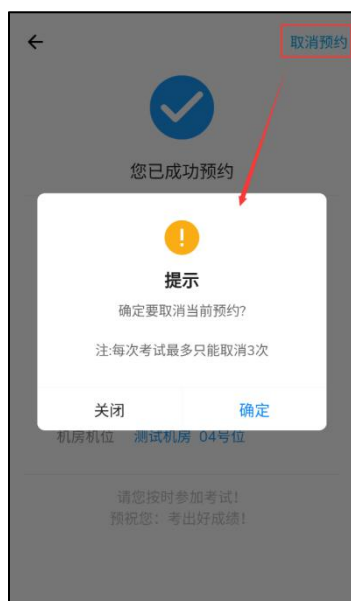 取消预约
您已成功预约
提示
确定要取消当前预约?
注:每次考试最多只能取消3次
关闭
确定
机房机位 测试机房 04号位
请您按时参加考试!
预祝您：考出好成绩!